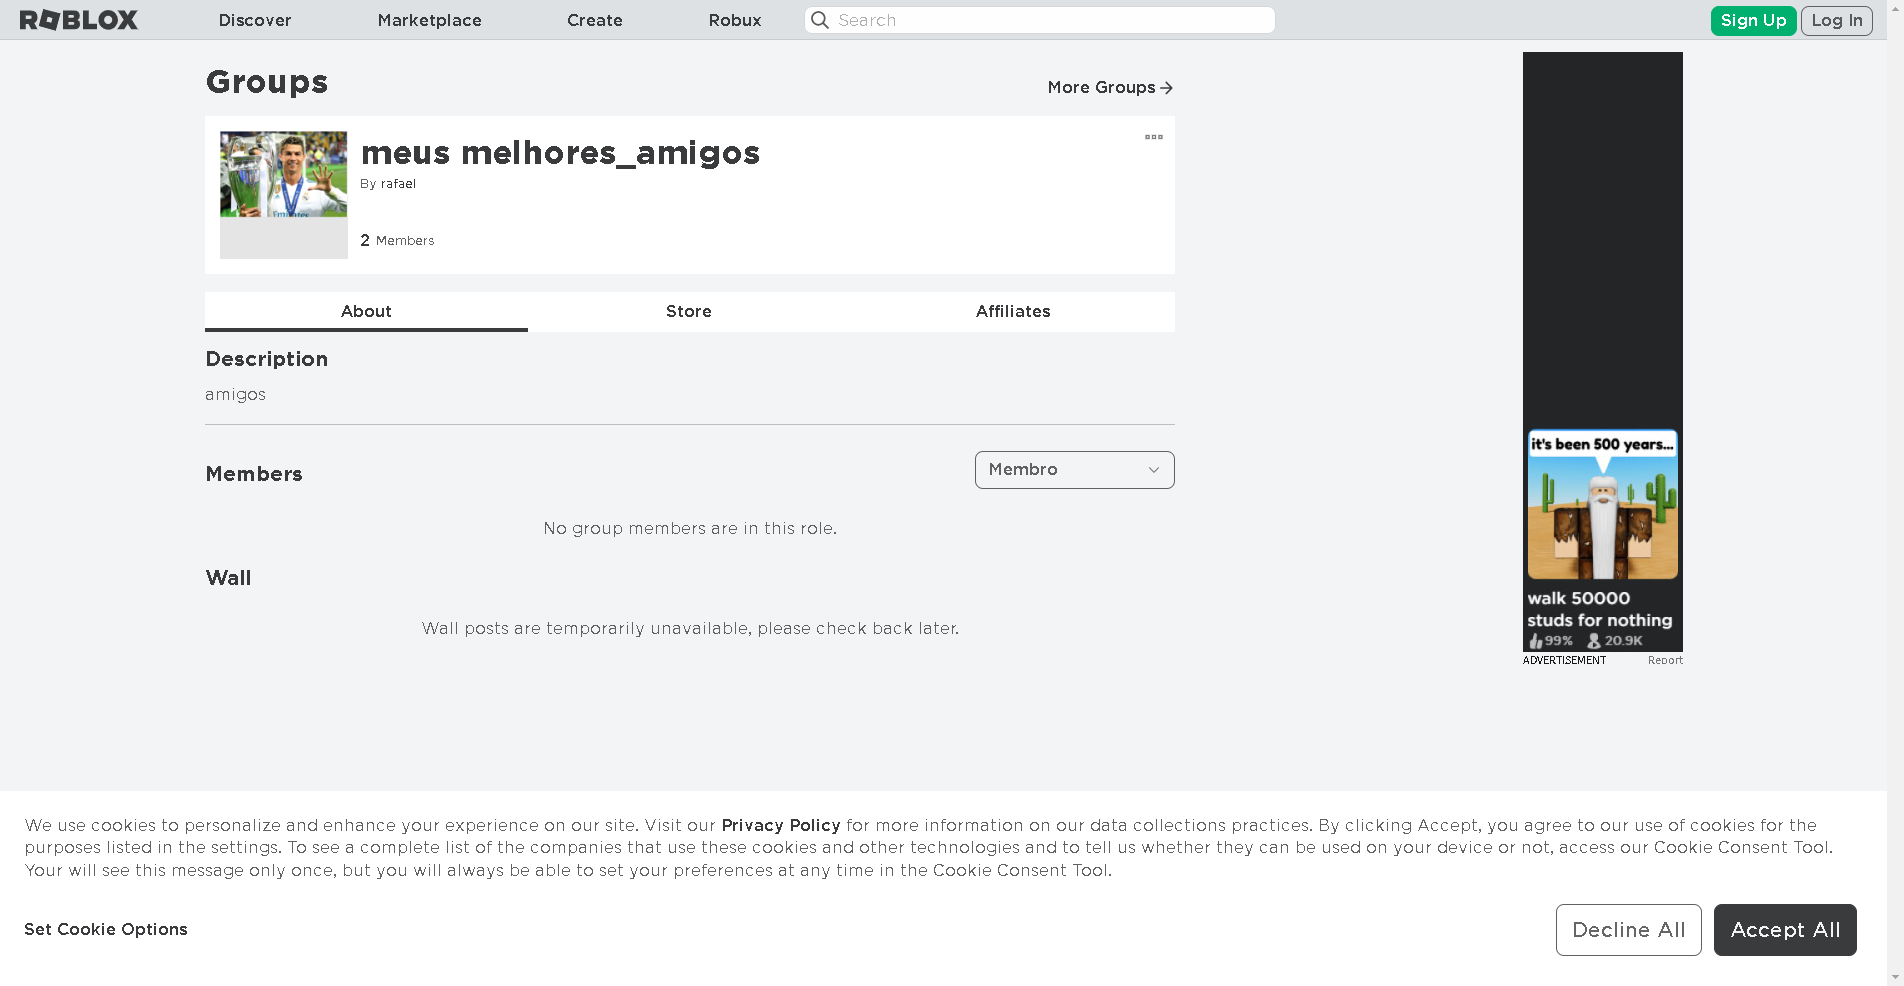 ROBLOX Discover Marketplace Create Robux Search Sign Up Log In
Groups
More Groups
meus melhores_amigos
By rafael
2 Members
About Store Affiliates
Description
amigos
Members
Membro
No group members are in this role.
Wall
Wall posts are temporarily unavailable, please check back later.
it's been 500 years...
walk 50000
studs for nothing
99% 20.9K
ADVERTISEMENT Report
We use cookies to personalize and enhance your experience on our site. Visit our Privacy Policy for more information on our data collections practices. By clicking Accept, you agree to our use of cookies for the
purposes listed in the settings. To see a complete list of the companies that use these cookies and other technologies and to tell us whether they can be used on your device or not, access our Cookie Consent Tool.
Your will see this message only once, but you will always be able to set your preferences at any time in the Cookie Consent Tool.
Set Cookie Options
Decline All Accept All